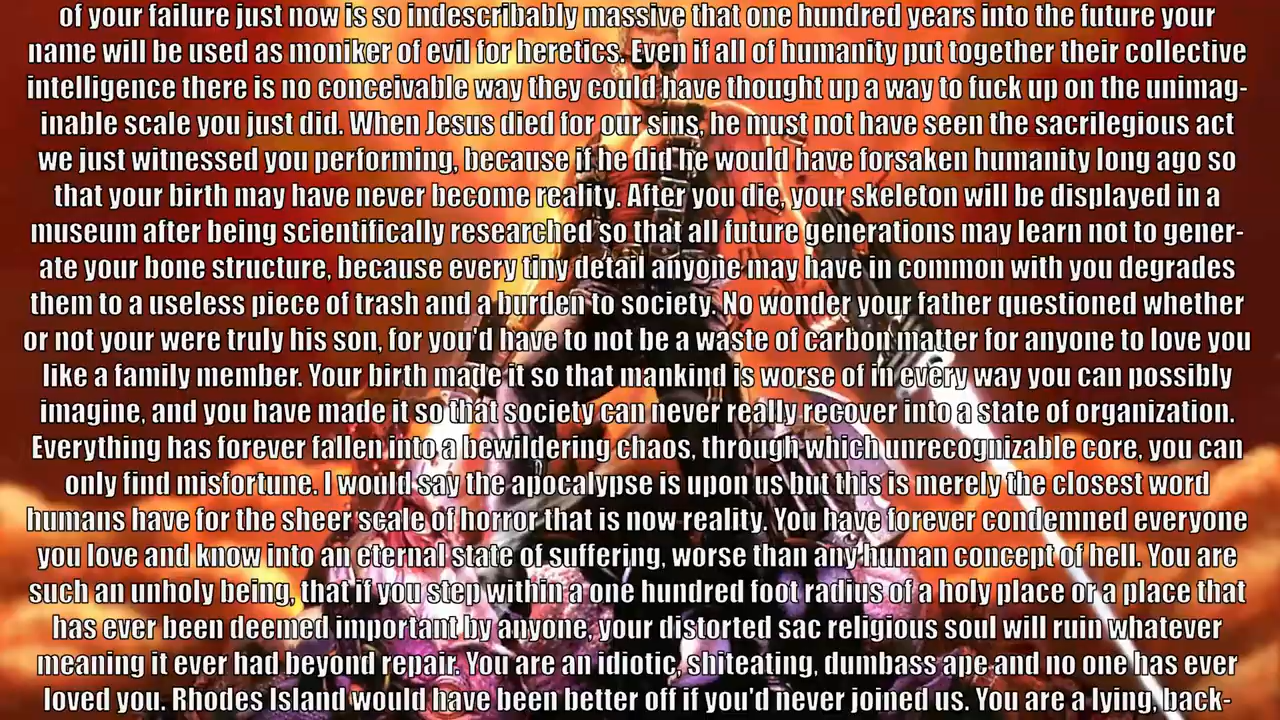 of your failure just now is so indescribably massive that one hundred years into the future your
name will be used as moniker of evil for heretics. Even if all of humanity put together their collective
intelligence there is no conceivable way they could have thought up a way to fuck up on the unimag-
inable scale you just did. When Jesus died for our sins, he must not have seen the sacrilegious act
we just witnessed you performing, because if he did he would have forsaken humanity long ago so
that your birth may have never become reality. After you die, your skeleton will be displayed in a
museum after being scientifically researched so that all future generations may learn not to gener-
ate your bone structure, because every tiny detail anyone may have in common with you degrades
them to a useless piece of trash and a burden to society. No wonder your father questioned whether
or not your were truly his son, for you'd have to not be a waste of carbon matter for anyone to love you
like a family member. Your birth made it so that mankind is worse of in every way you can possibly
imagine, and you have made it so that society can never really recover into a state of organization.
Everything has forever fallen into a bewildering chaos, through which unrecognizable core, you can
only find misfortune. I would say the apocalypse is upon us but this is merely the closest word
humans have for the sheer scale of horror that is now reality. You have forever condemned everyone
you love and know into an eternal state of suffering, worse than any human concept of hell. You are
such an unholy being, that if you step within a one hundred foot radius of a holy place or a place that
has ever been deemed important by anyone, your distorted sac religious soul will ruin whatever
meaning it ever had beyond repair. You are an idiotic, shiteating, dumbass ape and no one has ever
loved you. Rhodes Island would have been better off if you'd never joined us. You are a lying, back-